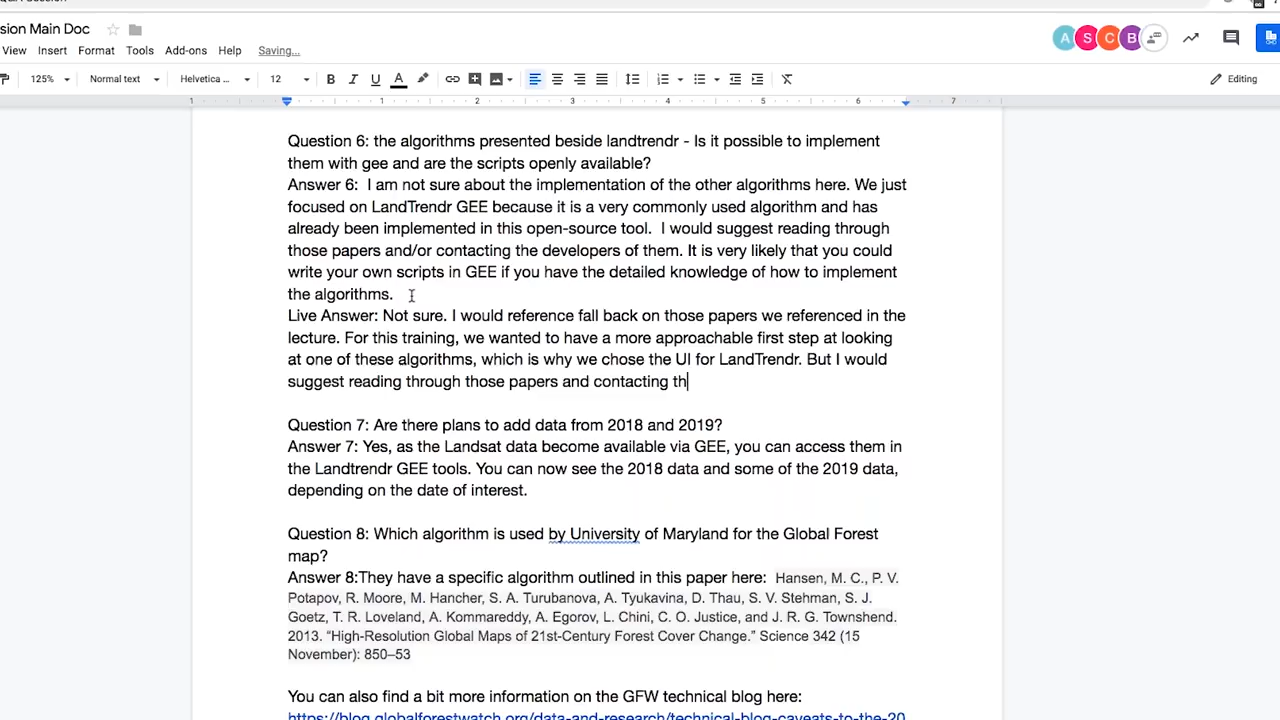 sion Main Doc
A S C B
View Insert Format Tools Add-ons Help Saving...
125% Normal text Helvetica ... 12 B I U A Editing
1 1 2 3 4 5 6 7
Question 6: the algorithms presented beside landtrendr - Is it possible to implement
them with gee and are the scripts openly available?
Answer 6:  I am not sure about the implementation of the other algorithms here. We just
focused on LandTrendr GEE because it is a very commonly used algorithm and has
already been implemented in this open-source tool.  I would suggest reading through
those papers and/or contacting the developers of them. It is very likely that you could
write your own scripts in GEE if you have the detailed knowledge of how to implement
the algorithms.
Live Answer: Not sure. I would reference fall back on those papers we referenced in the
lecture. For this training, we wanted to have a more approachable first step at looking
at one of these algorithms, which is why we chose the UI for LandTrendr. But I would
suggest reading through those papers and contacting th
Question 7: Are there plans to add data from 2018 and 2019?
Answer 7: Yes, as the Landsat data become available via GEE, you can access them in
the Landtrendr GEE tools. You can now see the 2018 data and some of the 2019 data,
depending on the date of interest.
Question 8: Which algorithm is used by University of Maryland for the Global Forest
map?
Answer 8:They have a specific algorithm outlined in this paper here:  Hansen, M. C., P. V.
Potapov, R. Moore, M. Hancher, S. A. Turubanova, A. Tyukavina, D. Thau, S. V. Stehman, S. J.
Goetz, T. R. Loveland, A. Kommareddy, A. Egorov, L. Chini, C. O. Justice, and J. R. G. Townshend.
2013. “High-Resolution Global Maps of 21st-Century Forest Cover Change.” Science 342 (15
November): 850–53
You can also find a bit more information on the GFW technical blog here:
https://blog.globalforestwatch.org/data-and-research/technical-blog-caveats-to-the-20